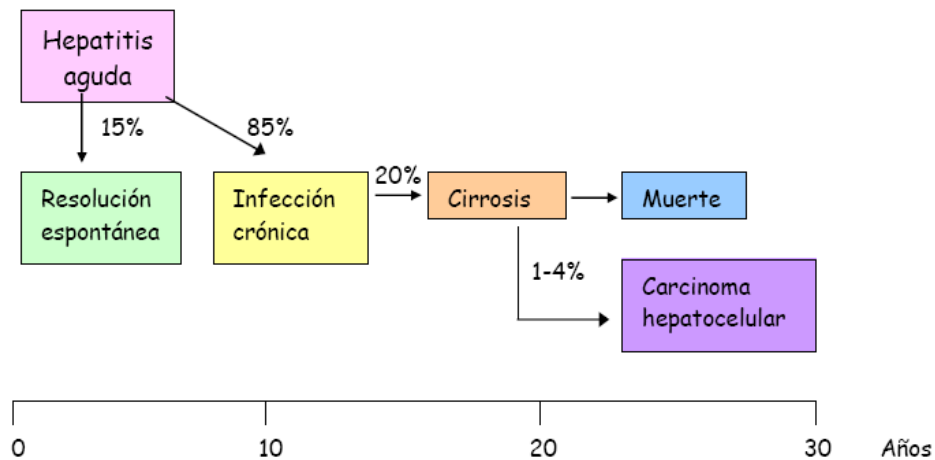 Hepatitis
aguda
15%
85%
Resolución
espontánea
Infección
crónica
20%
Cirrosis
Muerte
1-4%
Carcinoma
hepatocelular
0
10
20
30
Años